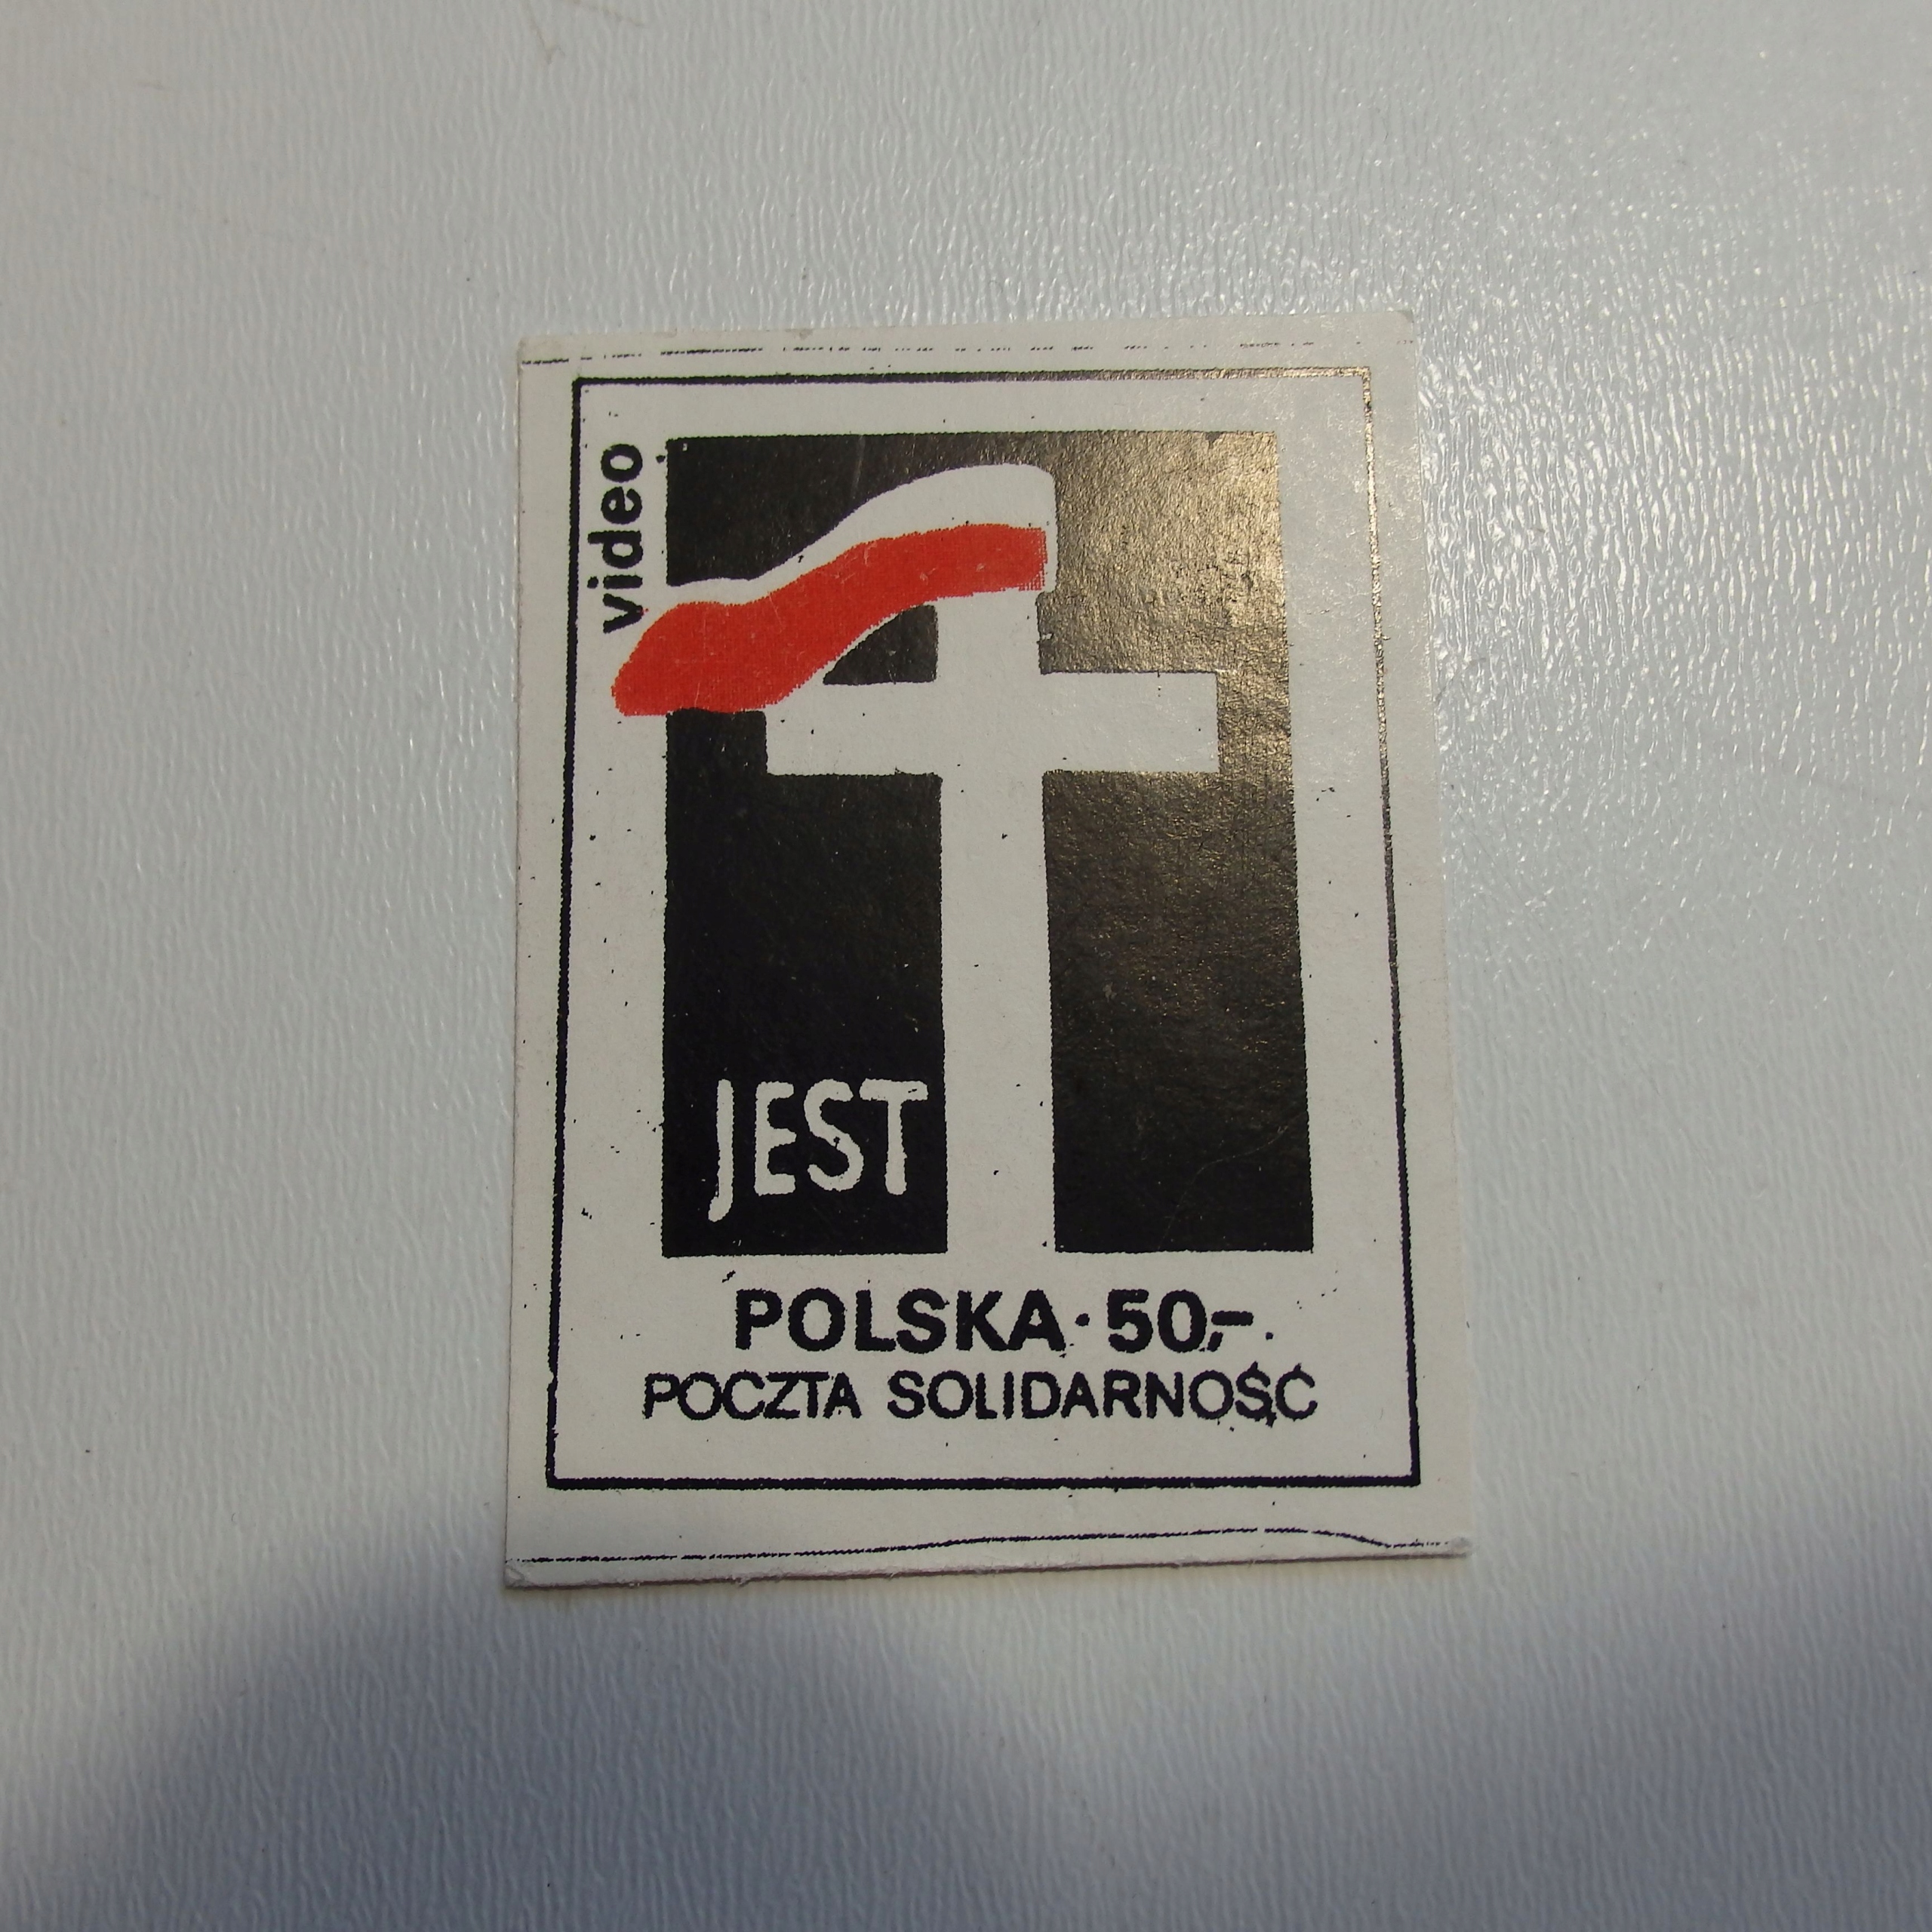 video
JEST
POLSKA·50,-.
POCZTA SOLIDARNOŚĆ